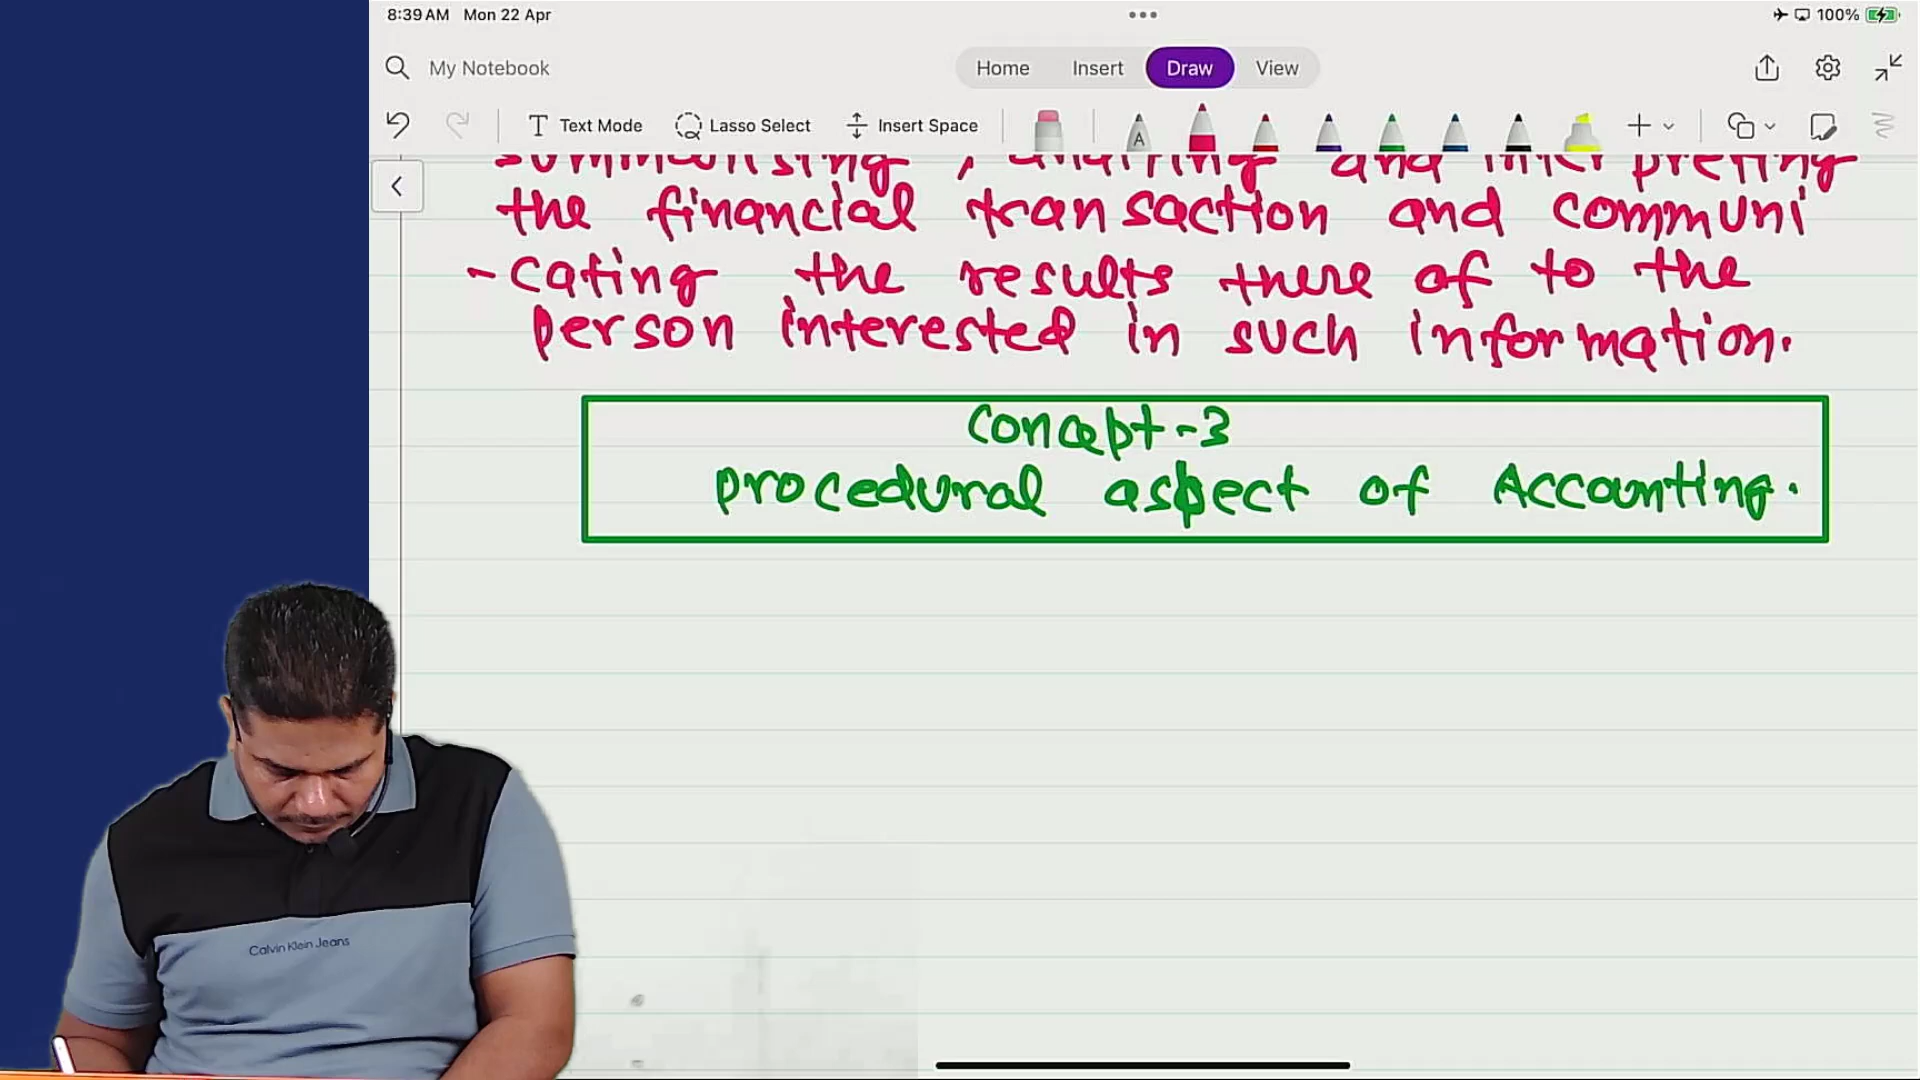 8:39 AM Mon 22 Apr
100%
My Notebook
Home Insert Draw View
Text Mode Lasso Select Insert Space
A
, and interpreting
the financial transaction and communi
-cating the results there of to the
person interested in such information.
Concept-3
procedural aspect of Accounting.
Calvin Klein Jeans